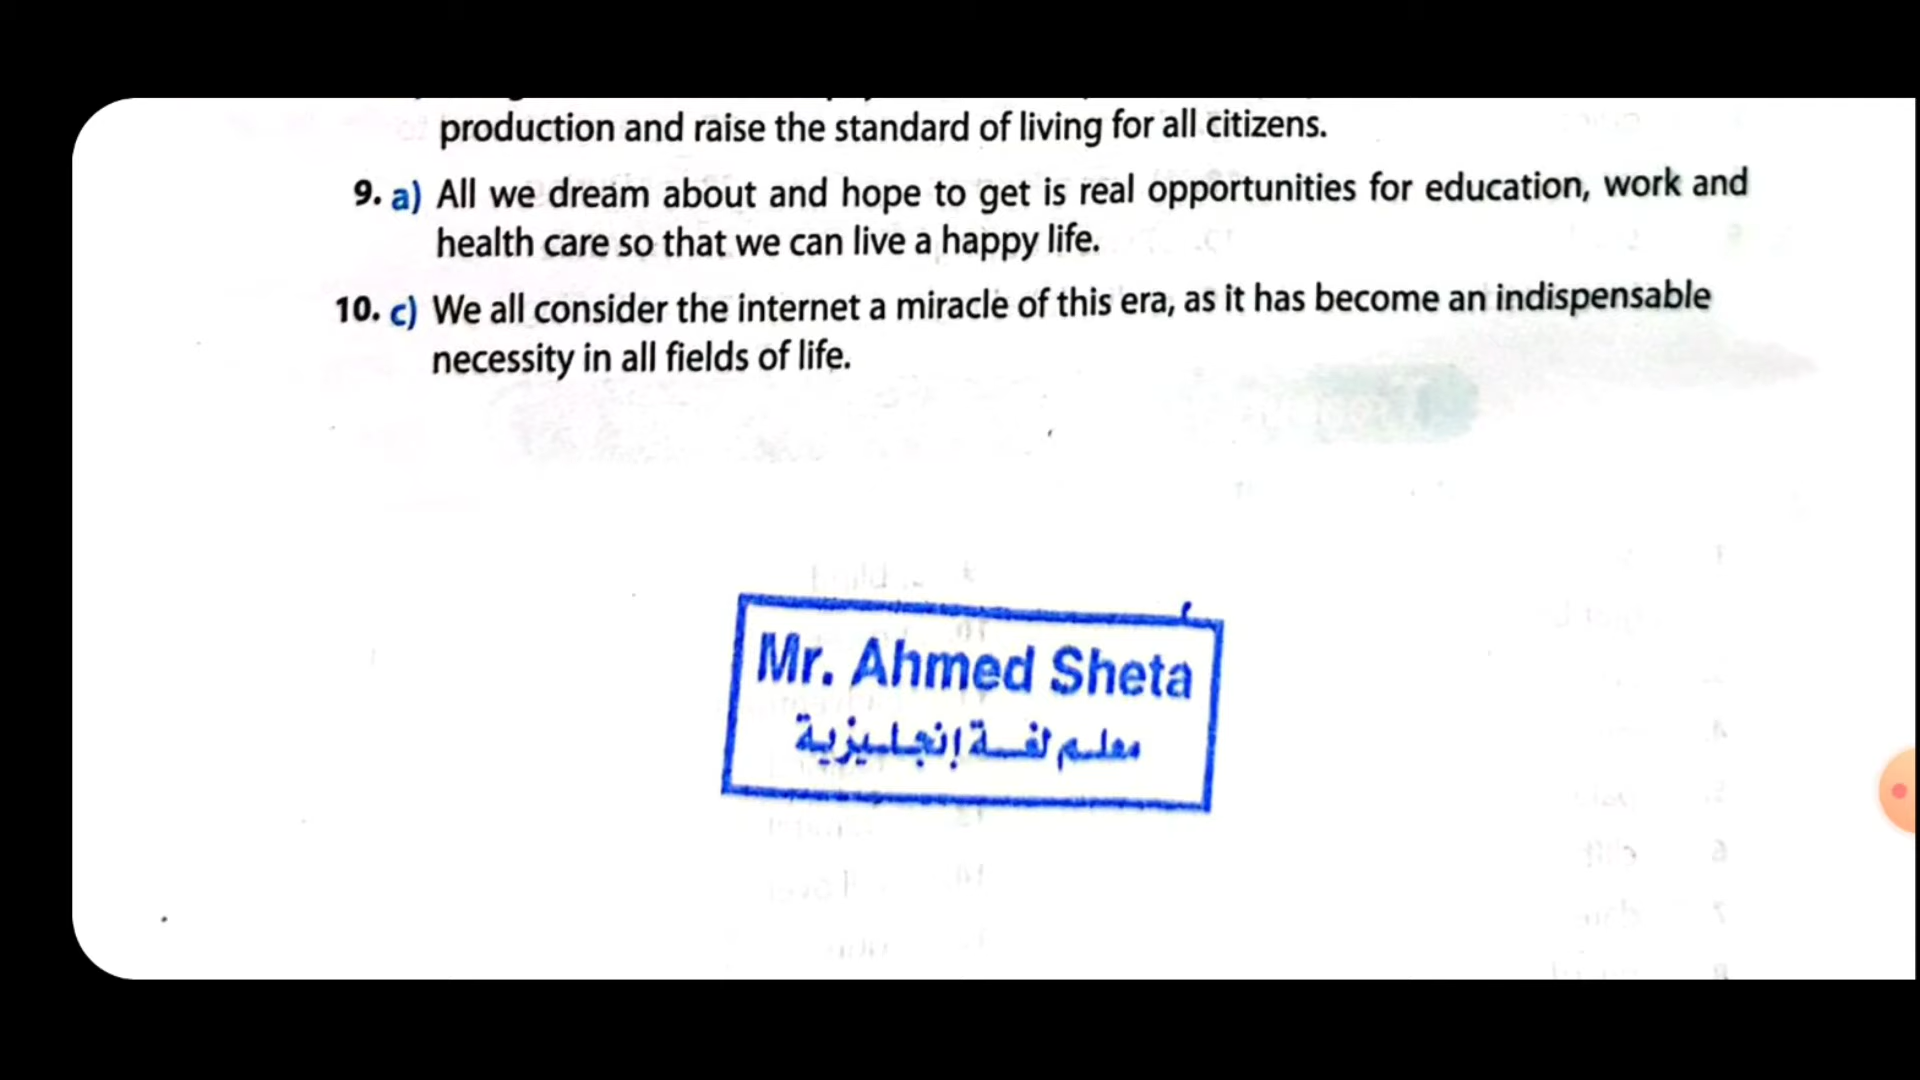 production and raise the standard of living for all citizens.
9. a) All we dream about and hope to get is real opportunities for education, work and
health care so that we can live a happy life.
10. c) We all consider the internet a miracle of this era, as it has become an indispensable
necessity in all fields of life.
Mr. Ahmed Sheta
معلم لغة إنجليزية